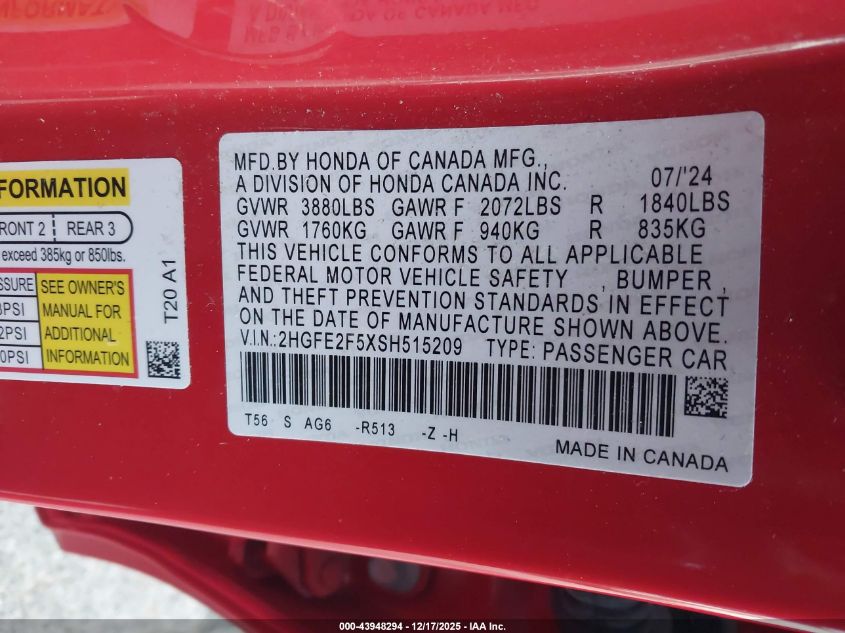 FORMATION
FRONT 2 REAR 3
exceed 385kg or 850lbs.
SSURE SEE OWNER'S
PSI MANUAL FOR
2PSI ADDITIONAL
0PSI INFORMATION
T20 A1
MFD.BY HONDA OF CANADA MFG.,
A DIVISION OF HONDA CANADA INC. 07/'24
GVWR 3880LBS GAWR F 2072LBS R 1840LBS
GVWR 1760KG GAWR F 940KG R 835KG
THIS VEHICLE CONFORMS TO ALL APPLICABLE
FEDERAL MOTOR VEHICLE SAFETY , BUMPER ,
AND THEFT PREVENTION STANDARDS IN EFFECT
ON THE DATE OF MANUFACTURE SHOWN ABOVE.
V.I.N.:2HGFE2F5XSH515209 TYPE: PASSENGER CAR
T56 S AG6 -R513 -Z -H
MADE IN CANADA
000-43948294 — 12/17/2025 — IAA Inc.